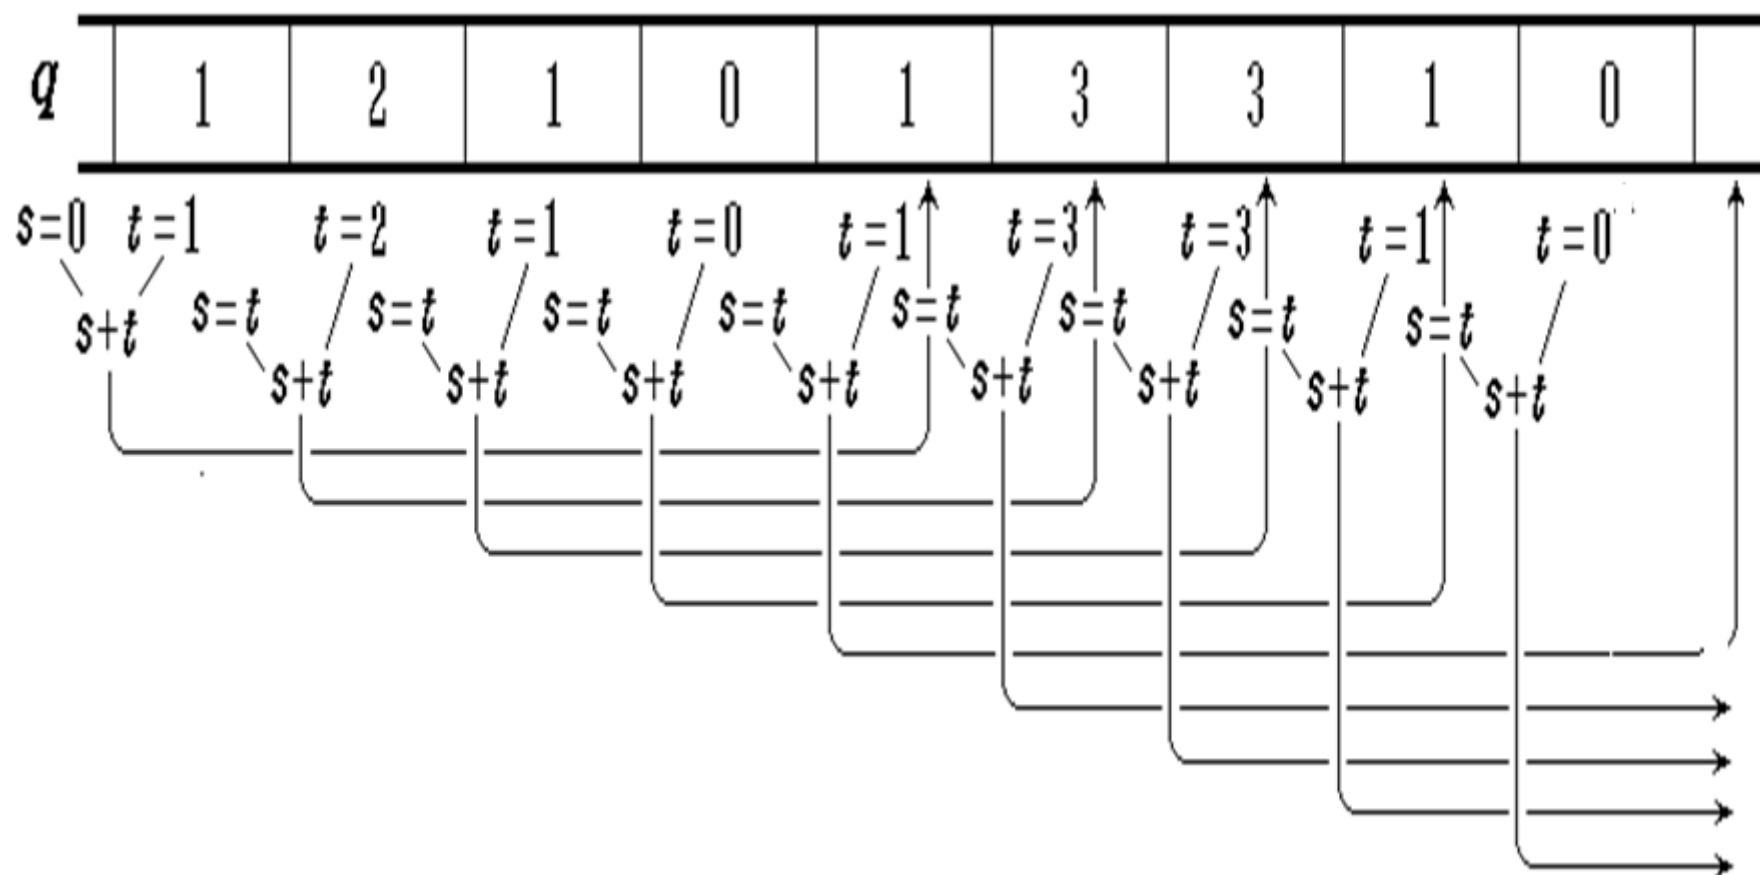 q 1 2 1 0 1 3 3 1 0
s=0 t=1 t=2 t=1 t=0 t=1 t=3 t=3 t=1 t=0
s+t s=t s=t s=t s=t s=t s=t s=t s=t
s+t s+t s+t s+t s+t s+t s+t s+t